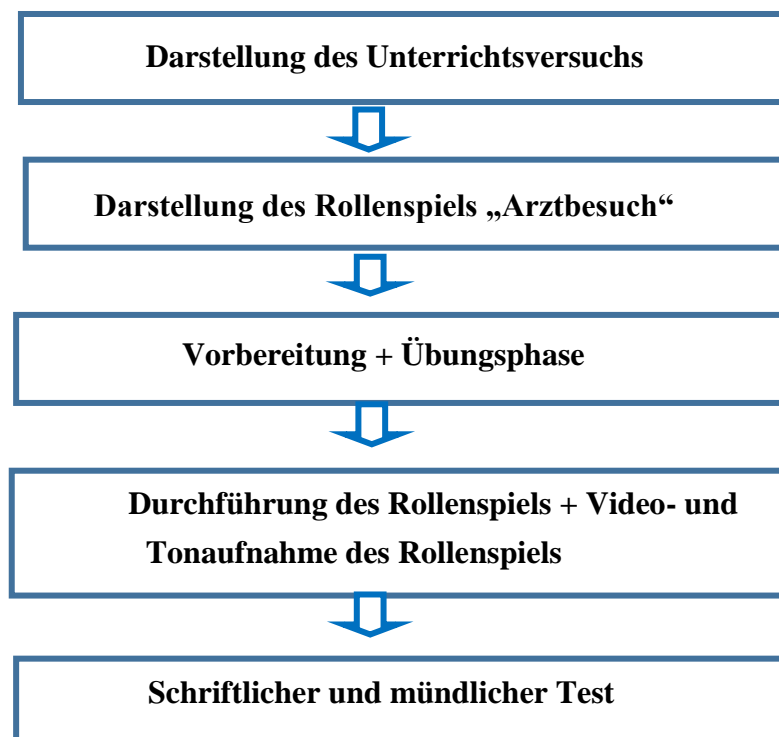 Darstellung des Unterrichtsversuchs
Darstellung des Rollenspiels „Arztbesuch“
Vorbereitung + Übungsphase
Durchführung des Rollenspiels + Video- und
Tonaufnahme des Rollenspiels
Schriftlicher und mündlicher Test